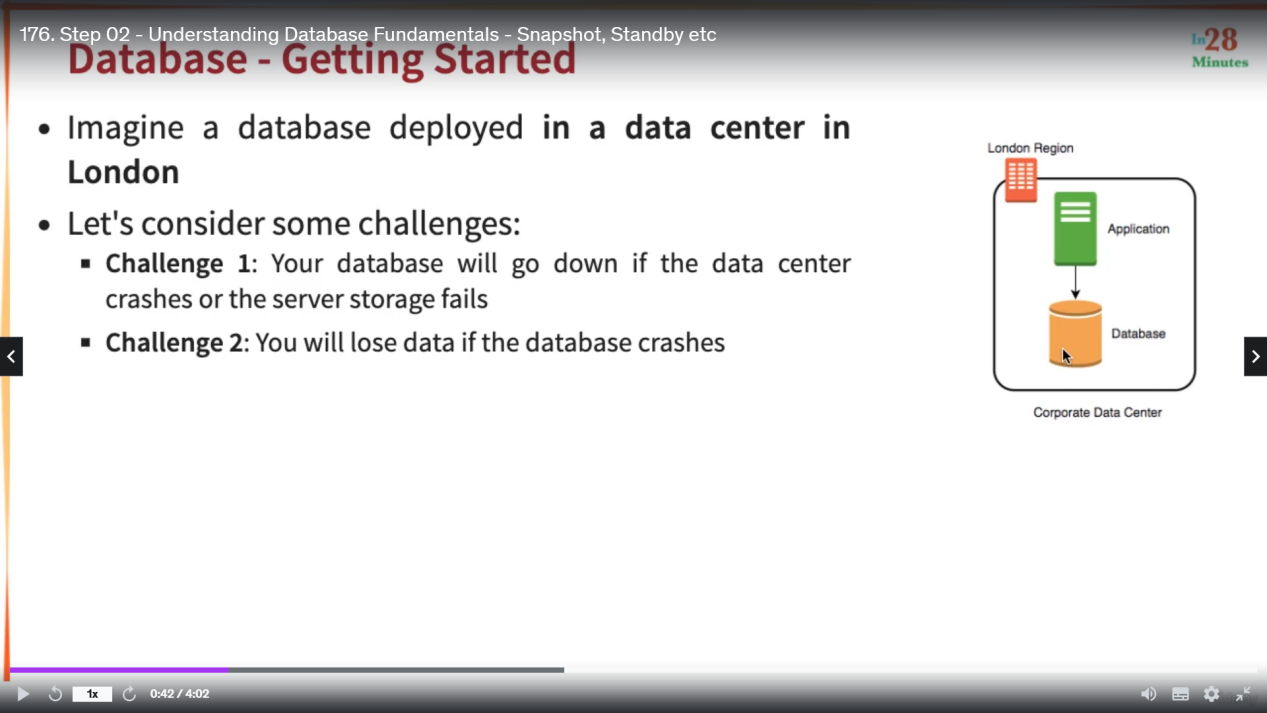 176. Step 02 - Understanding Database Fundamentals - Snapshot, Standby etc
Database - Getting Started
In28
Minutes
• Imagine a database deployed in a data center in
London
• Let's consider some challenges:
▪ Challenge 1: Your database will go down if the data center
crashes or the server storage fails
▪ Challenge 2: You will lose data if the database crashes
London Region
Application
Database
Corporate Data Center
1x
0:42 / 4:02